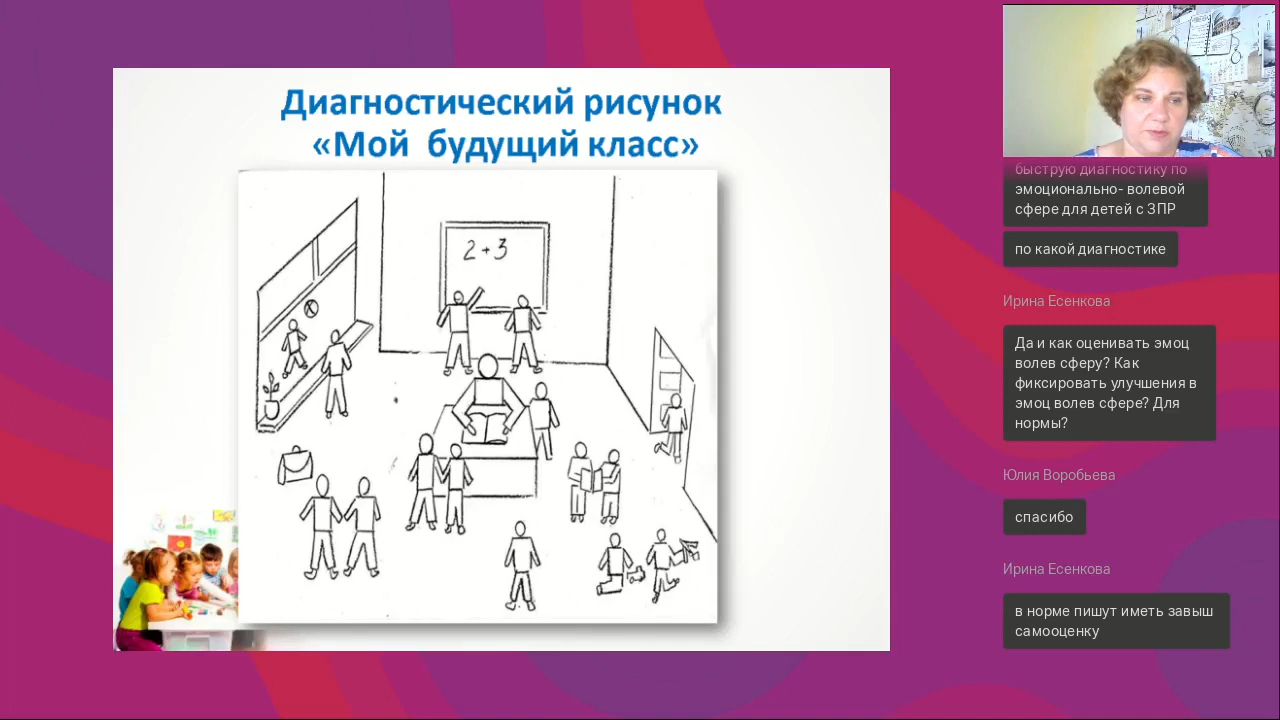 Диагностический рисунок
«Мой будущий класс»
2+3
быструю диагностику по
эмоционально- волевой
сфере для детей с ЗПР
по какой диагностике
Ирина Есенкова
Да и как оценивать эмоц
волев сферу? Как
фиксировать улучшения в
эмоц волев сфере? Для
нормы?
Юлия Воробьева
спасибо
Ирина Есенкова
в норме пишут иметь завыш
самооценку